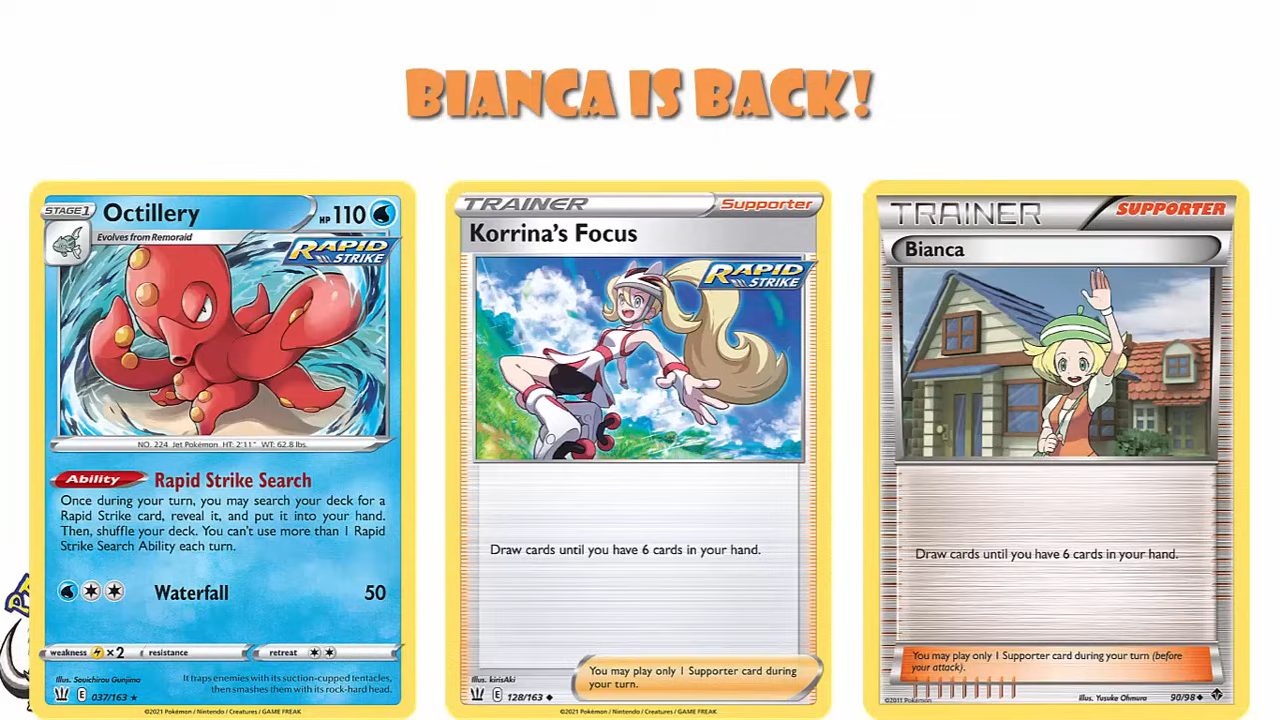 BIANCA IS BACK!
STAGE1 Octillery HP 110
Evolves from Remoraid
RAPID STRIKE
NO. 224 Jet Pokémon. HT: 2'11" WT: 62.8 lbs.
Ability Rapid Strike Search
Once during your turn, you may search your deck for a
Rapid Strike card, reveal it, and put it into your hand.
Then, shuffle your deck. You can't use more than 1 Rapid
Strike Search Ability each turn.
Waterfall 50
weakness ×2 resistance retreat
Illus. Souichirou Gunjima
It traps enemies with its suction-cupped tentacles,
then smashes them with its rock-hard head.
E 037/163 ★
©2021 Pokémon / Nintendo / Creatures / GAME FREAK
TRAINER Supporter
Korrina's Focus
RAPID STRIKE
Draw cards until you have 6 cards in your hand.
You may play only 1 Supporter card during
your turn.
Illus. kirisAki
E 128/163 ◆
©2021 Pokémon / Nintendo / Creatures / GAME FREAK
TRAINER SUPPORTER
Bianca
Draw cards until you have 6 cards in your hand.
You may play only 1 Supporter card during your turn (before
your attack).
©2011 Pokémon Illus. Yusuke Ohmura 90/98 ◆